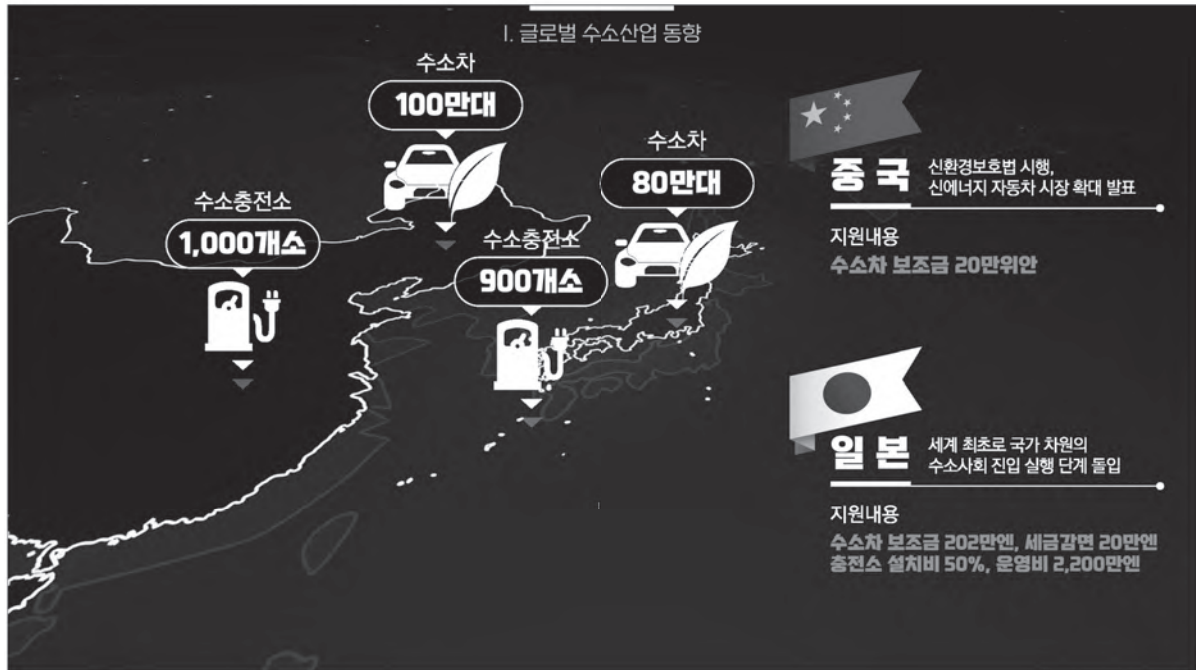 I. 글로벌 수소산업 동향
수소차
100만대
수소차
80만대
수소충전소
1,000개소
수소충전소
900개소
중국
신환경보호법 시행,
신에너지 자동차 시장 확대 발표
지원내용
수소차 보조금 20만위안
일본
세계 최초로 국가 차원의
수소사회 진입 실행 단계 돌입
지원내용
수소차 보조금 202만엔, 세금감면 20만엔
충전소 설치비 50%, 운영비 2,200만엔